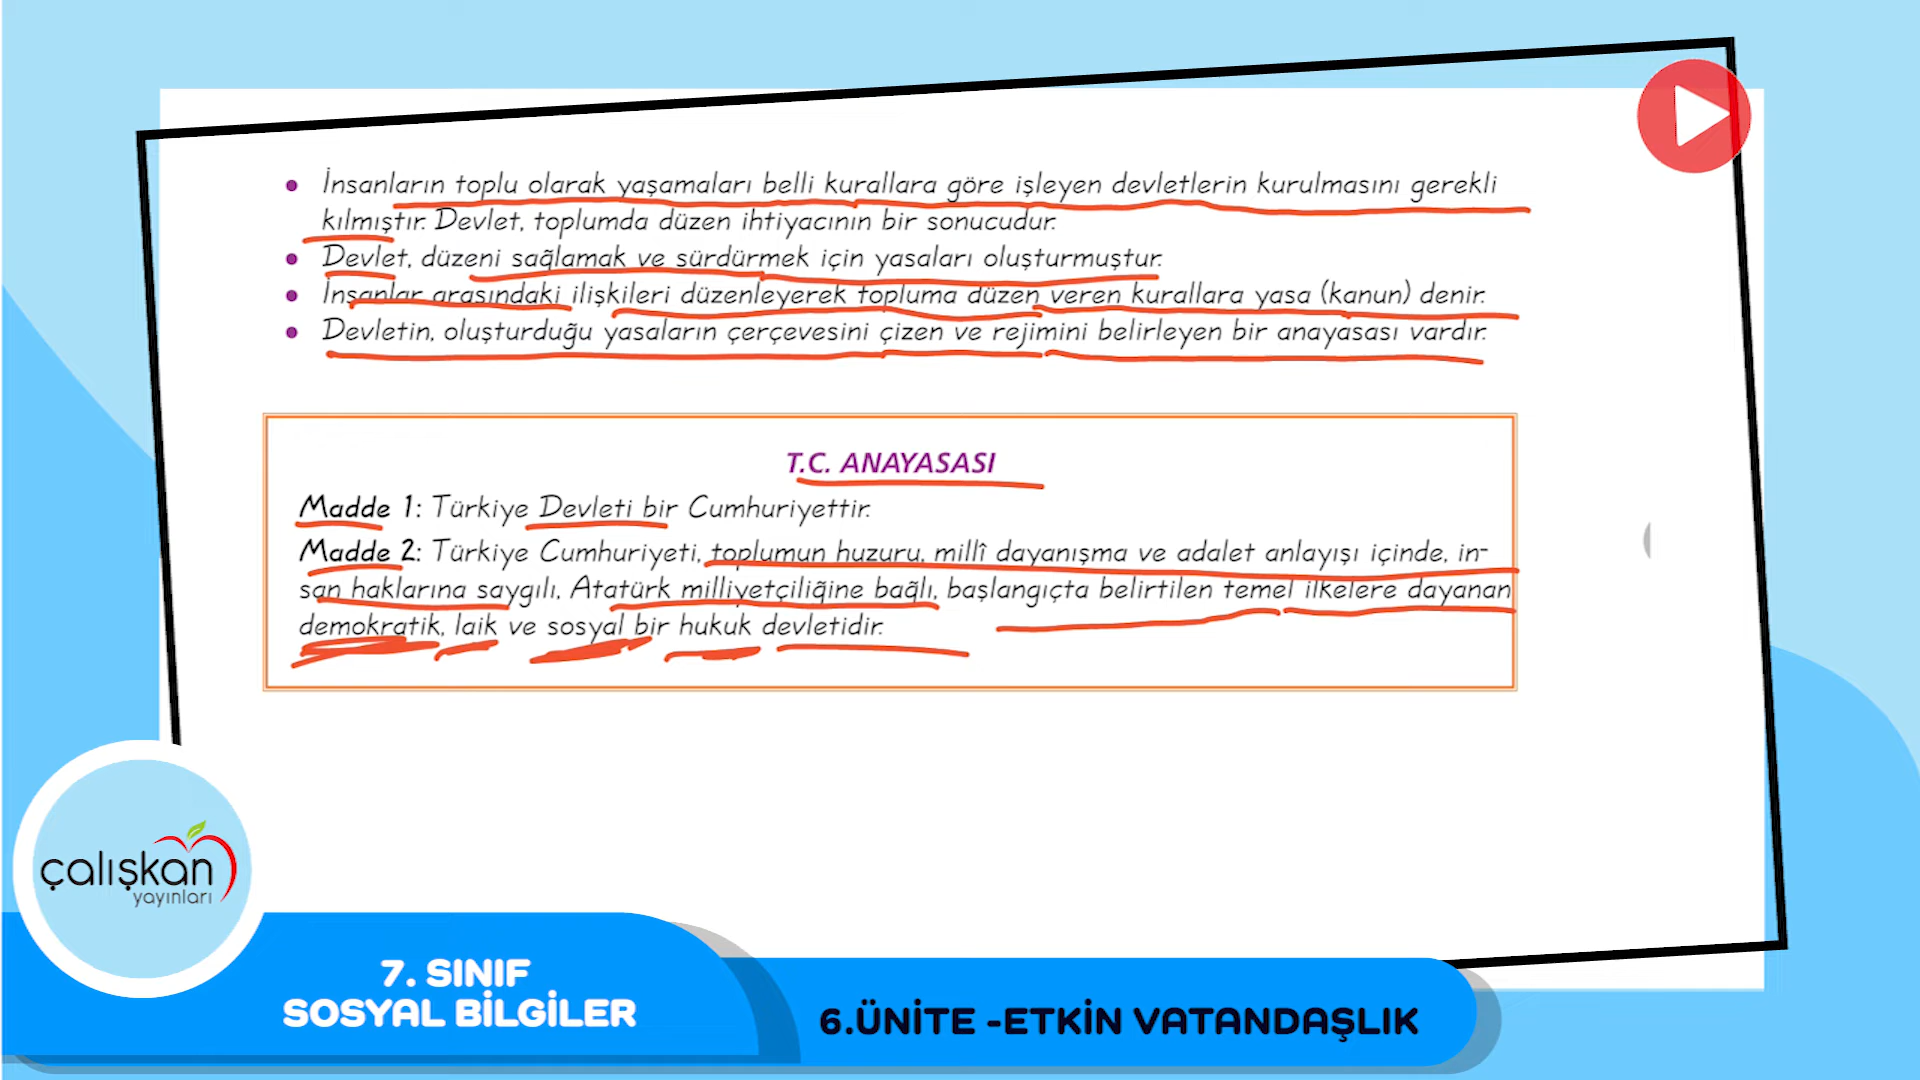 • İnsanların toplu olarak yaşamaları belli kurallara göre işleyen devletlerin kurulmasını gerekli
kılmıştır. Devlet, toplumda düzen ihtiyacının bir sonucudur.
• Devlet, düzeni sağlamak ve sürdürmek için yasaları oluşturmuştur.
• İnsanlar arasındaki ilişkileri düzenleyerek topluma düzen veren kurallara yasa (kanun) denir.
• Devletin, oluşturduğu yasaların çerçevesini çizen ve rejimini belirleyen bir anayasası vardır.
T.C. ANAYASASI
Madde 1: Türkiye Devleti bir Cumhuriyettir.
Madde 2: Türkiye Cumhuriyeti, toplumun huzuru, millî dayanışma ve adalet anlayışı içinde, in-
san haklarına saygılı, Atatürk milliyetçiliğine bağlı, başlangıçta belirtilen temel ilkelere dayanan
demokratik, laik ve sosyal bir hukuk devletidir.
çalışkan
yayınları
7. SINIF
SOSYAL BİLGİLER
6.ÜNİTE -ETKİN VATANDAŞLIK